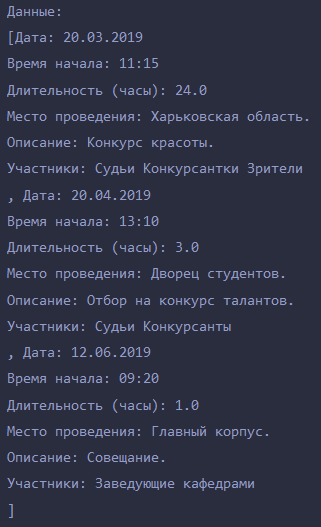 Данные:
[Дата: 20.03.2019
Время начала: 11:15
Длительность (часы): 24.0
Место проведения: Харьковская область.
Описание: Конкурс красоты.
Участники: Судьи Конкурсантки Зрители
, Дата: 20.04.2019
Время начала: 13:10
Длительность (часы): 3.0
Место проведения: Дворец студентов.
Описание: Отбор на конкурс талантов.
Участники: Судьи Конкурсанты
, Дата: 12.06.2019
Время начала: 09:20
Длительность (часы): 1.0
Место проведения: Главный корпус.
Описание: Совещание.
Участники: Заведующие кафедрами
]